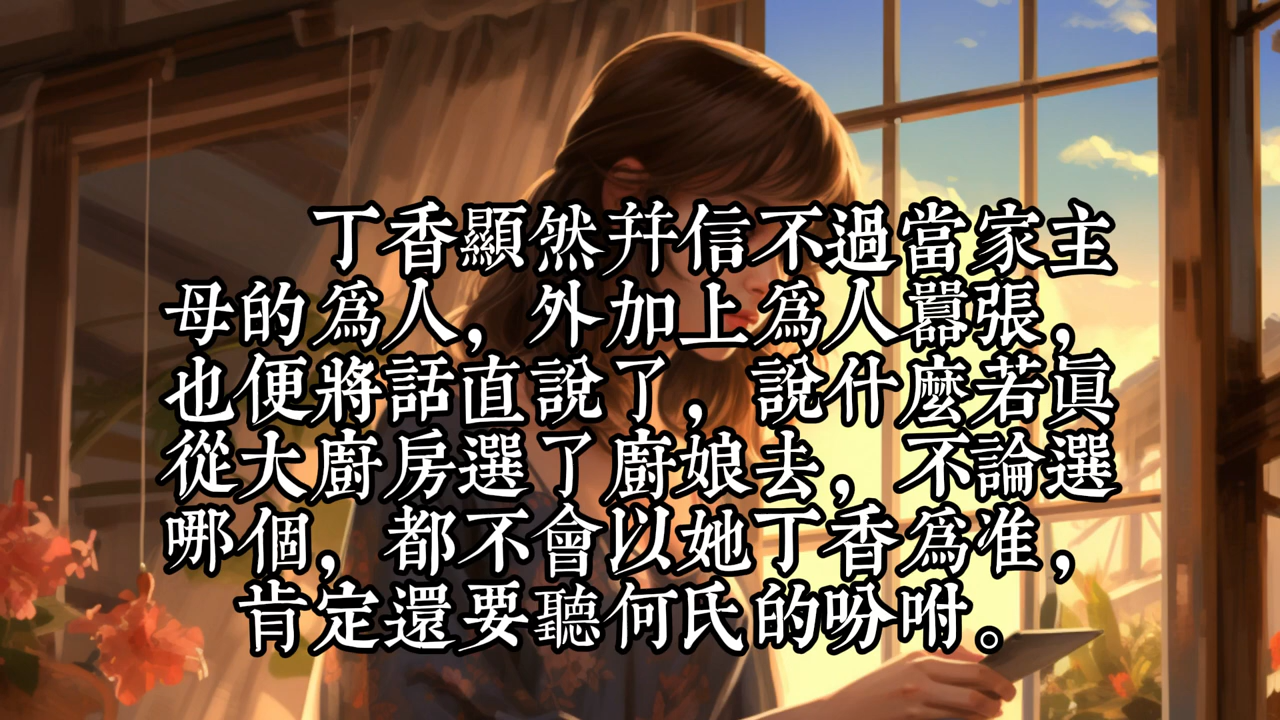 丁香顯然幷信不過當家主
母的爲人，外加上爲人囂張，
也便將話直說了，說什麼若眞
從大廚房選了廚娘去，不論選
哪個，都不會以她丁香爲准，
肯定還要聽何氏的吩咐。